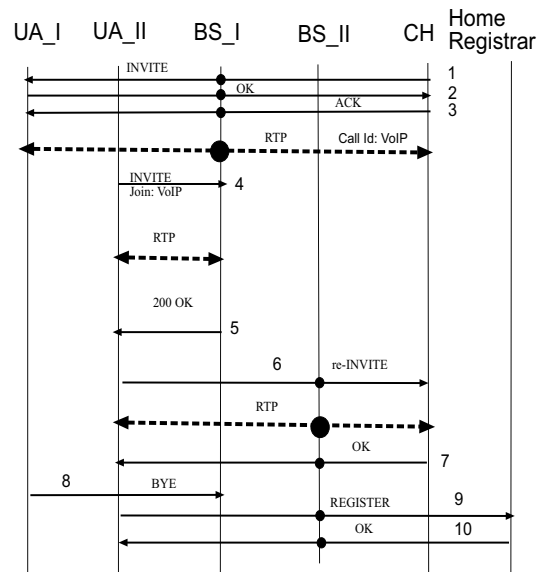 UA_I UA_II BS_I BS_II CH Home Registrar
INVITE 1
OK 2
ACK 3
RTP Call Id: VoIP
INVITE 4
Join: VoIP
RTP
200 OK
5
6 re-INVITE
RTP
OK
7
8 BYE
REGISTER 9
OK 10